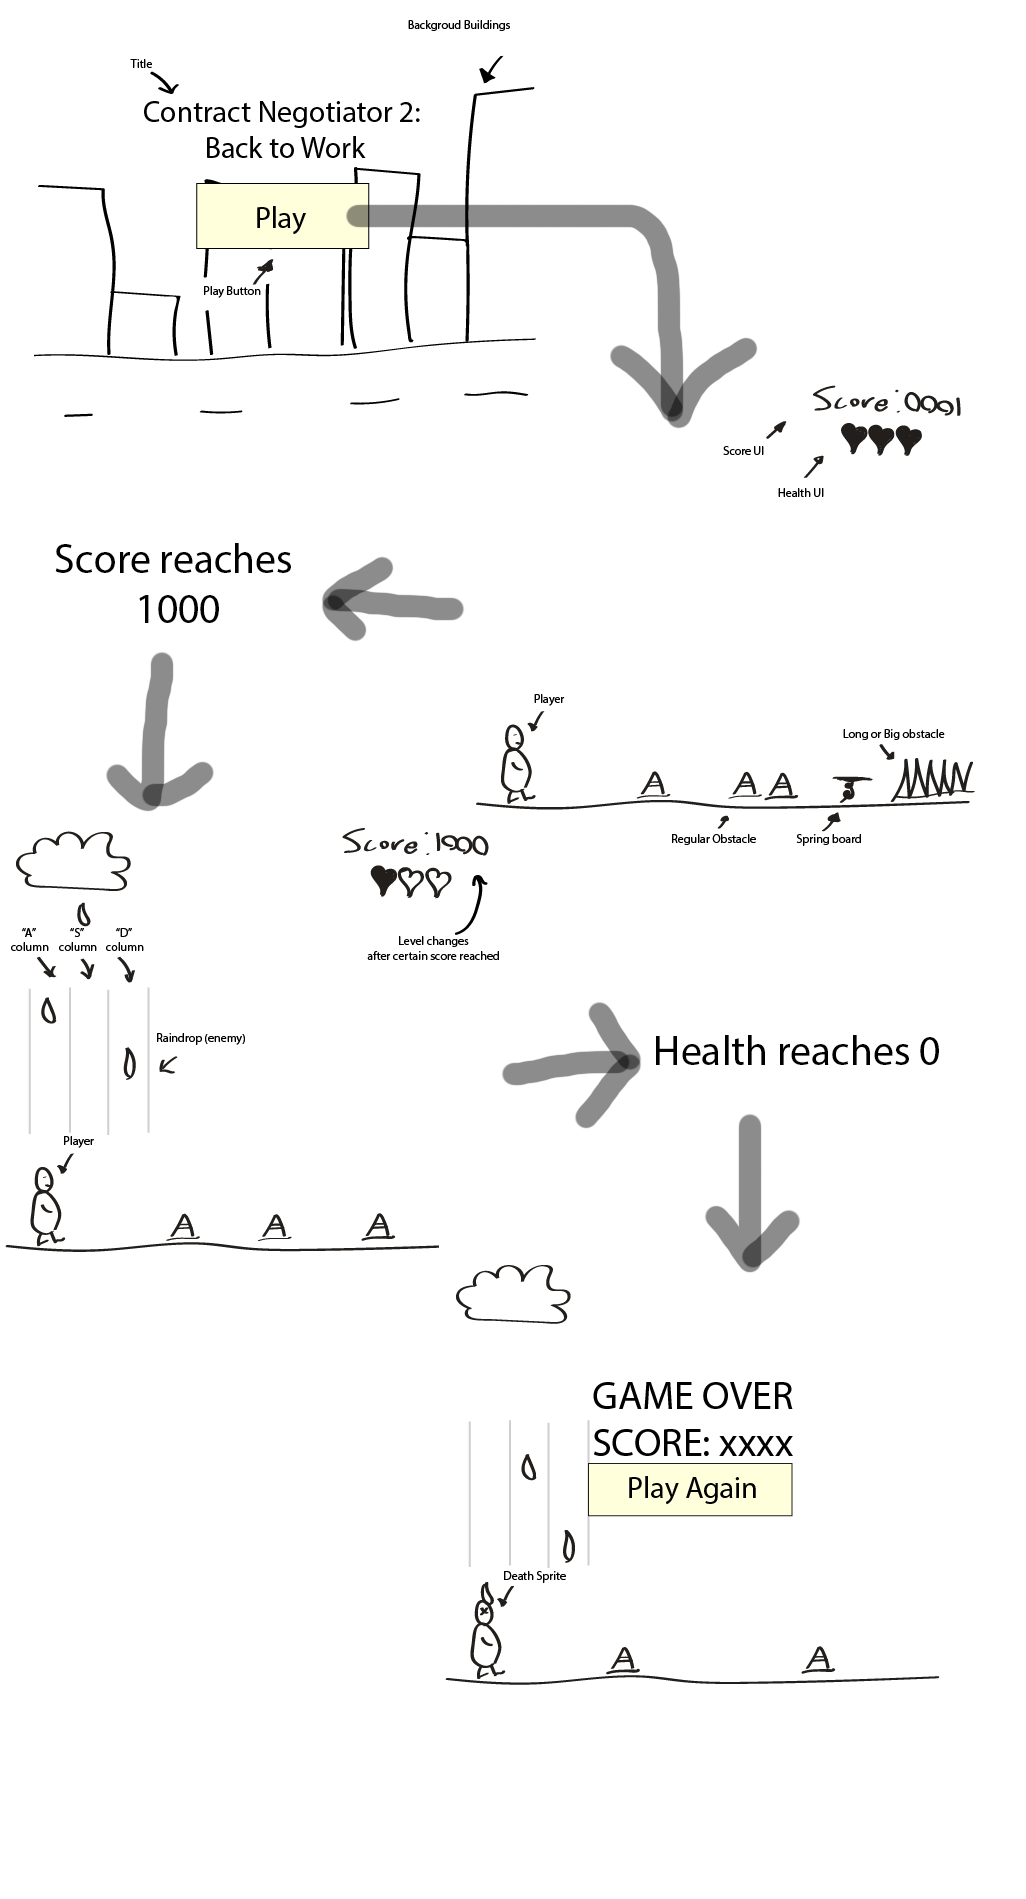 Backgroud Buildings
Title
Contract Negotiator 2:
Back to Work
Play
Play Button
Score:0001
Score UI
Health UI
Score reaches
1000
Player
Long or Big obstacle
A
A A
Regular Obstacle
Spring board
Score:1000
Level changes
after certain score reached
"A"
column
"S"
column
"D"
column
Raindrop (enemy)
Player
A A A
Health reaches 0
GAME OVER
SCORE: xxxx
Play Again
Death Sprite
A A